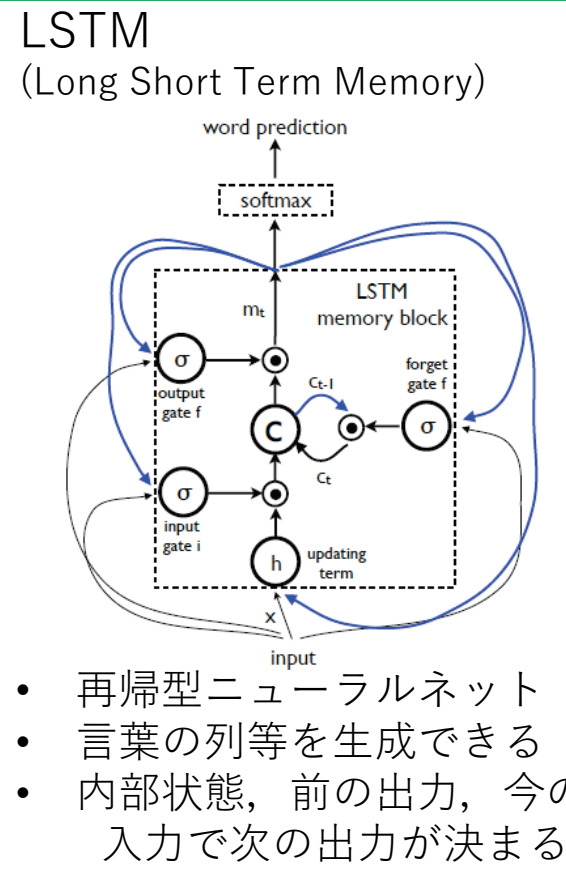 LSTM
(Long Short Term Memory)
word prediction
softmax
mt
LSTM
memory block
σ
output
gate f
ct-1
forget
gate f
σ
C
ct
σ
input
gate i
h
updating
term
x
input
• 再帰型ニューラルネット
• 言葉の列等を生成できる
• 内部状態，前の出力，今の
入力で次の出力が決まる